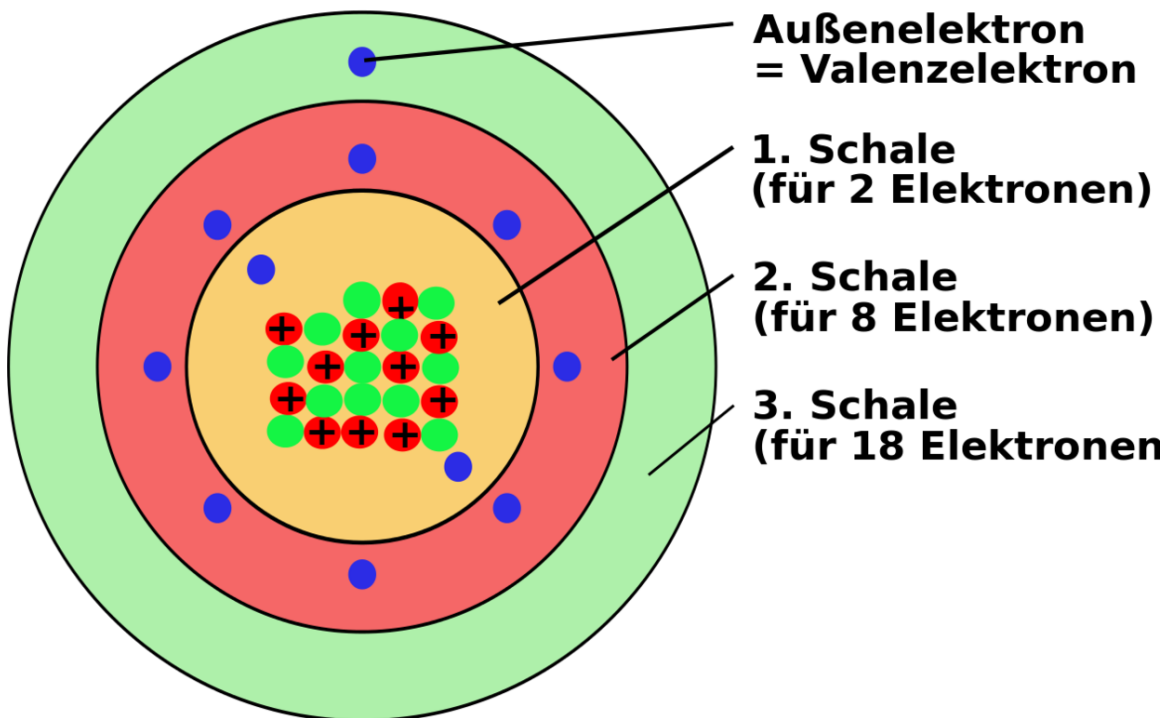 Außenelektron
= Valenzelektron
1. Schale
(für 2 Elektronen)
2. Schale
(für 8 Elektronen)
3. Schale
(für 18 Elektronen
+
+
+
+
+
+
+
+
+
+
+